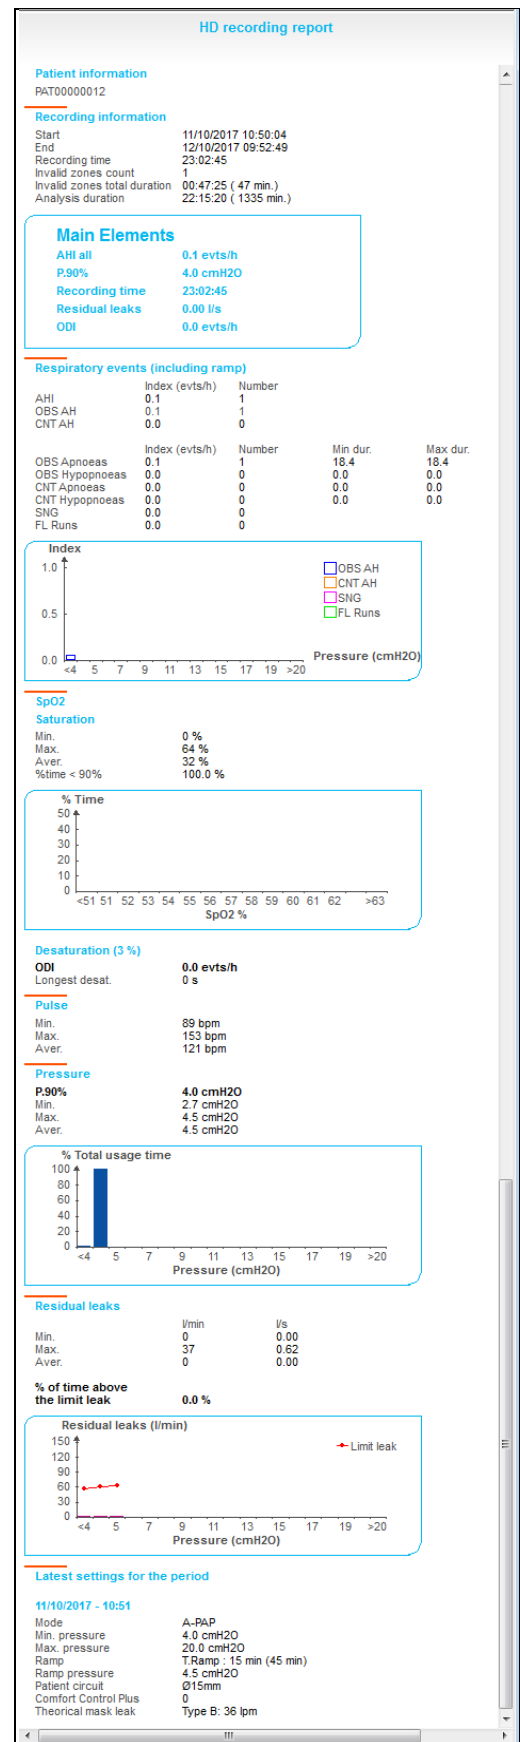 HD recording report
Patient information
PAT00000012
Recording information
Start 11/10/2017 10:50:04
End 12/10/2017 09:52:49
Recording time 23:02:45
Invalid zones count 1
Invalid zones total duration 00:47:25 ( 47 min.)
Analysis duration 22:15:20 ( 1335 min.)
Main Elements
AHI all 0.1 evts/h
P.90% 4.0 cmH2O
Recording time 23:02:45
Residual leaks 0.00 l/s
ODI 0.0 evts/h
Respiratory events (including ramp)
Index (evts/h) Number
AHI 0.1 1
OBS AH 0.1 1
CNT AH 0.0 0
Index (evts/h) Number Min dur. Max dur.
OBS Apnoeas 0.1 1 18.4 18.4
OBS Hypopnoeas 0.0 0 0.0 0.0
CNT Apnoeas 0.0 0 0.0 0.0
CNT Hypopnoeas 0.0 0 0.0 0.0
SNG 0.0 0
FL Runs 0.0 0
Index
1.0
0.5
0.0
OBS AH
CNT AH
SNG
FL Runs
<4 5 7 9 11 13 15 17 19 >20
Pressure (cmH2O)
SpO2
Saturation
Min. 0 %
Max. 64 %
Aver. 32 %
%time < 90% 100.0 %
% Time
50
40
30
20
10
0
<51 51 52 53 54 55 56 57 58 59 60 61 62 >63
SpO2 %
Desaturation (3 %)
ODI 0.0 evts/h
Longest desat. 0 s
Pulse
Min. 89 bpm
Max. 153 bpm
Aver. 121 bpm
Pressure
P.90% 4.0 cmH2O
Min. 2.7 cmH2O
Max. 4.5 cmH2O
Aver. 4.5 cmH2O
% Total usage time
100
80
60
40
20
0
<4 5 7 9 11 13 15 17 19 >20
Pressure (cmH2O)
Residual leaks
l/min l/s
Min. 0 0.00
Max. 37 0.62
Aver. 0 0.00
% of time above
the limit leak 0.0 %
Residual leaks (l/min)
150
120
90
60
30
0
Limit leak
<4 5 7 9 11 13 15 17 19 >20
Pressure (cmH2O)
Latest settings for the period
11/10/2017 - 10:51
Mode A-PAP
Min. pressure 4.0 cmH2O
Max. pressure 20.0 cmH2O
Ramp T.Ramp : 15 min (45 min)
Ramp pressure 4.5 cmH2O
Patient circuit Ø15mm
Comfort Control Plus 0
Theorical mask leak Type B: 36 lpm